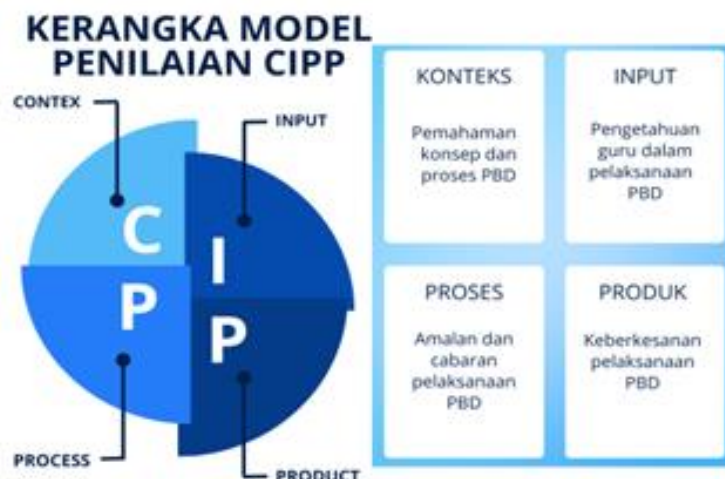 KERANGKA MODEL
PENILAIAN CIPP
CONTEX
INPUT
C
I
P
P
PROCESS
PRODUCT
KONTEKS
Pemahaman
konsep dan
proses PBD
INPUT
Pengetahuan
guru dalam
pelaksanaan
PBD
PROSES
Amalan dan
cabaran
pelaksanaan
PBD
PRODUK
Keberkesanan
pelaksanaan
PBD